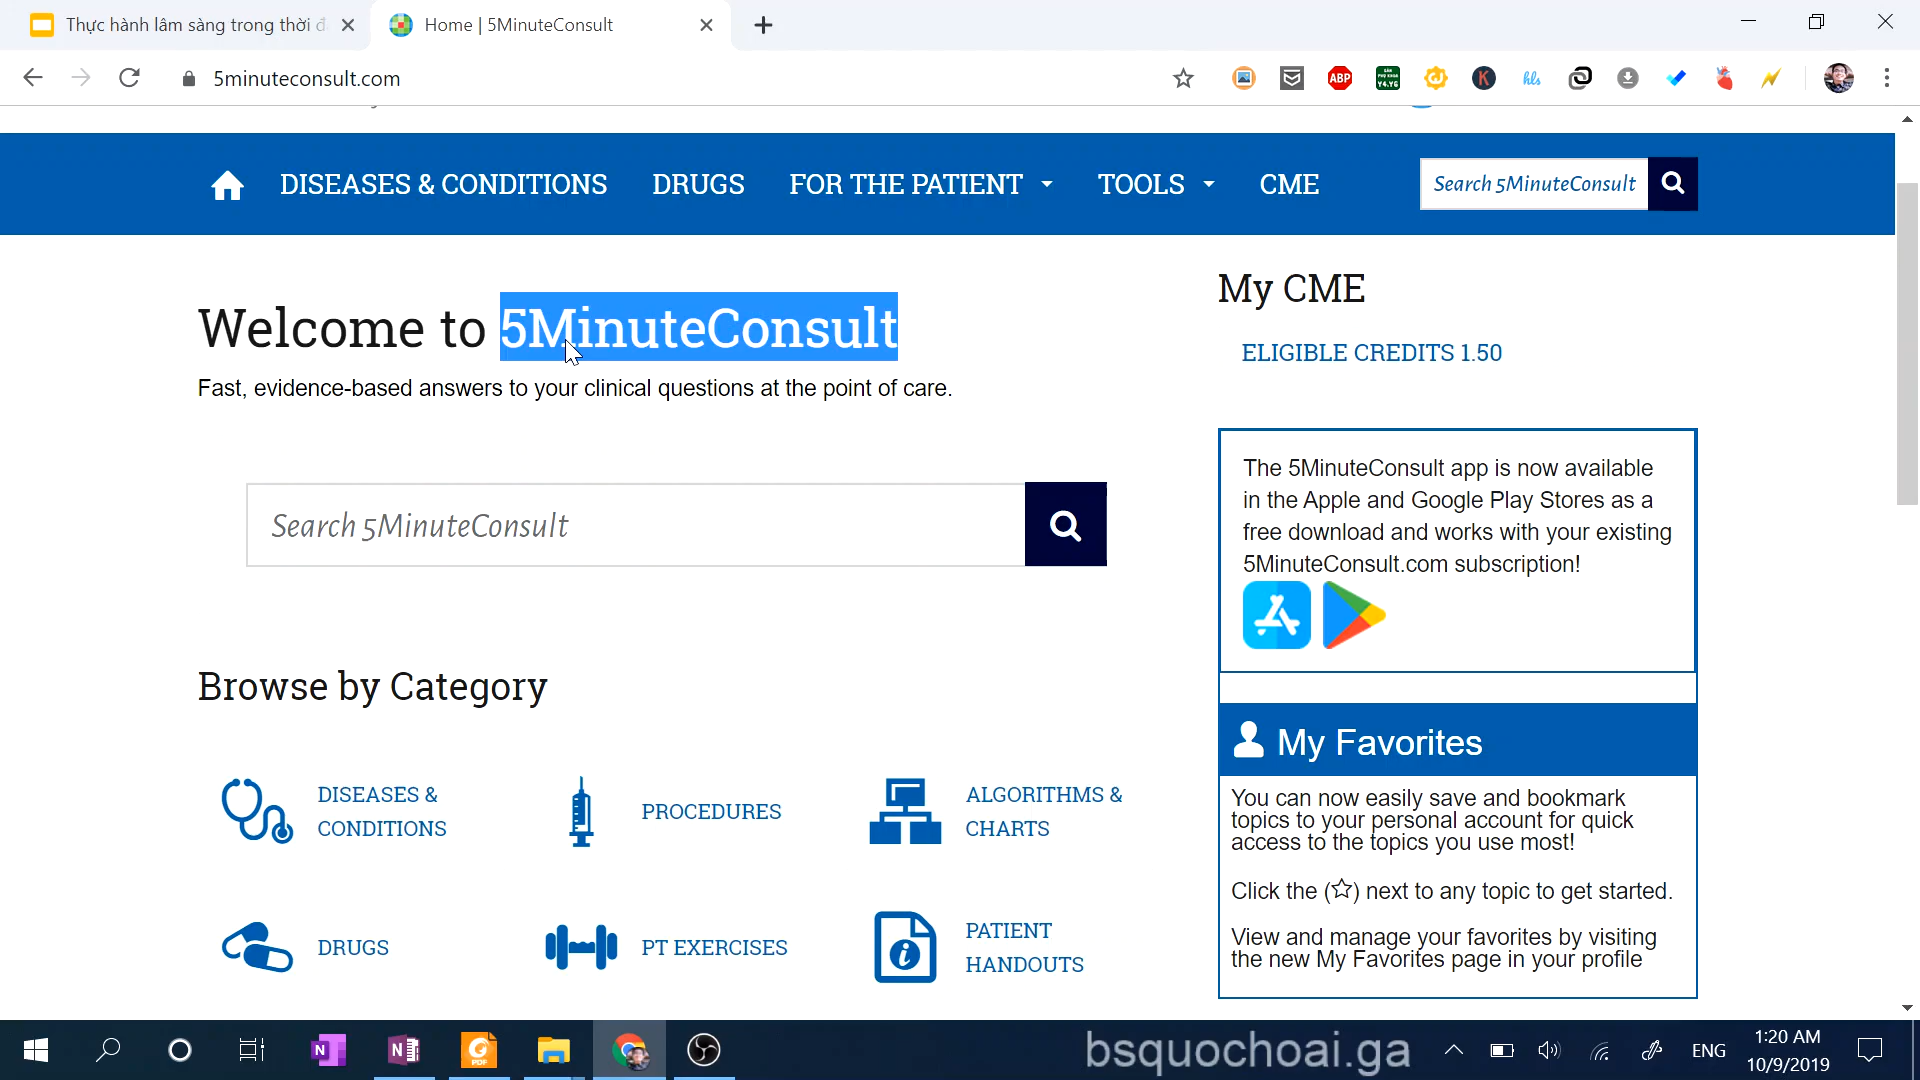 Thực hành lâm sàng trong thời đ
Home | 5MinuteConsult
5minuteconsult.com
DISEASES & CONDITIONS
DRUGS
FOR THE PATIENT
TOOLS
CME
Search 5MinuteConsult
Welcome to 5MinuteConsult
Fast, evidence-based answers to your clinical questions at the point of care.
Search 5MinuteConsult
Browse by Category
DISEASES &
CONDITIONS
PROCEDURES
ALGORITHMS &
CHARTS
DRUGS
PT EXERCISES
PATIENT
HANDOUTS
My CME
ELIGIBLE CREDITS 1.50
The 5MinuteConsult app is now available
in the Apple and Google Play Stores as a
free download and works with your existing
5MinuteConsult.com subscription!
My Favorites
You can now easily save and bookmark
topics to your personal account for quick
access to the topics you use most!
Click the (☆) next to any topic to get started.
View and manage your favorites by visiting
the new My Favorites page in your profile
bsquochoai.ga
ENG
1:20 AM
10/9/2019